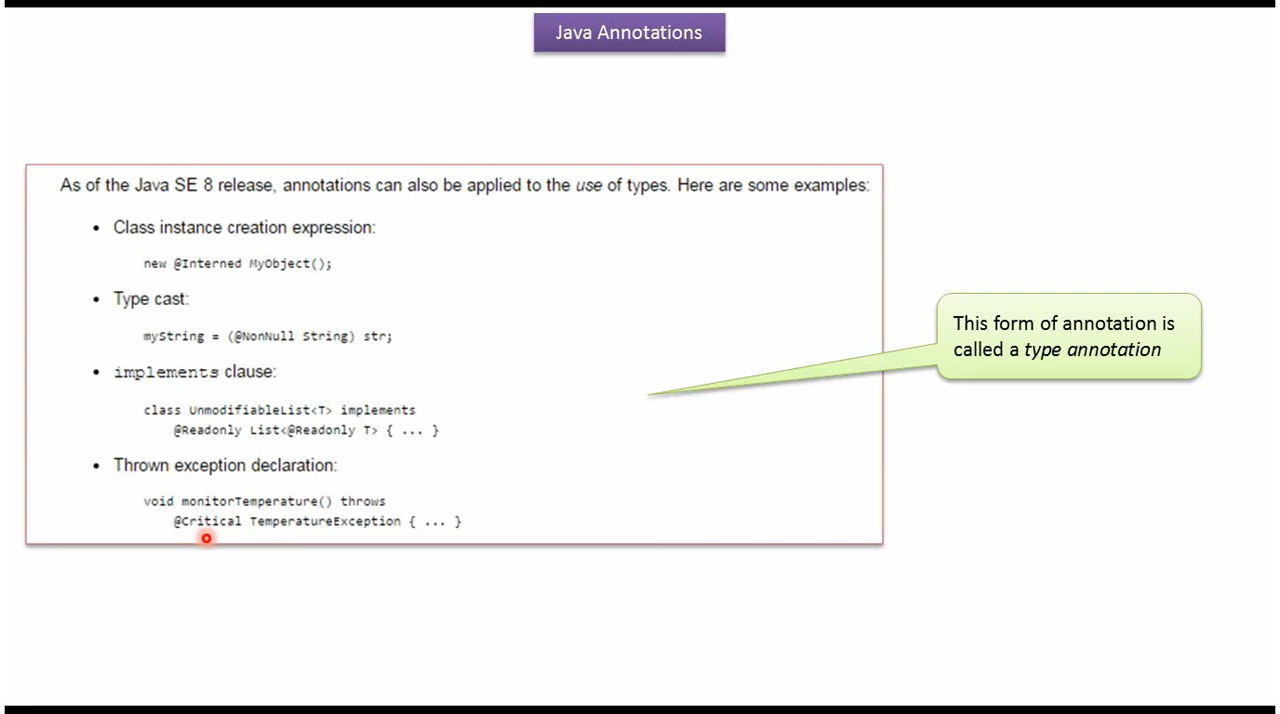 Java Annotations
As of the Java SE 8 release, annotations can also be applied to the use of types. Here are some examples:
• Class instance creation expression:
new @Interned MyObject();
• Type cast:
myString = (@NonNull String) str;
• implements clause:
class UnmodifiableList<T> implements
@Readonly List<@Readonly T> { ... }
• Thrown exception declaration:
void monitorTemperature() throws
@Critical TemperatureException { ... }
This form of annotation is
called a type annotation